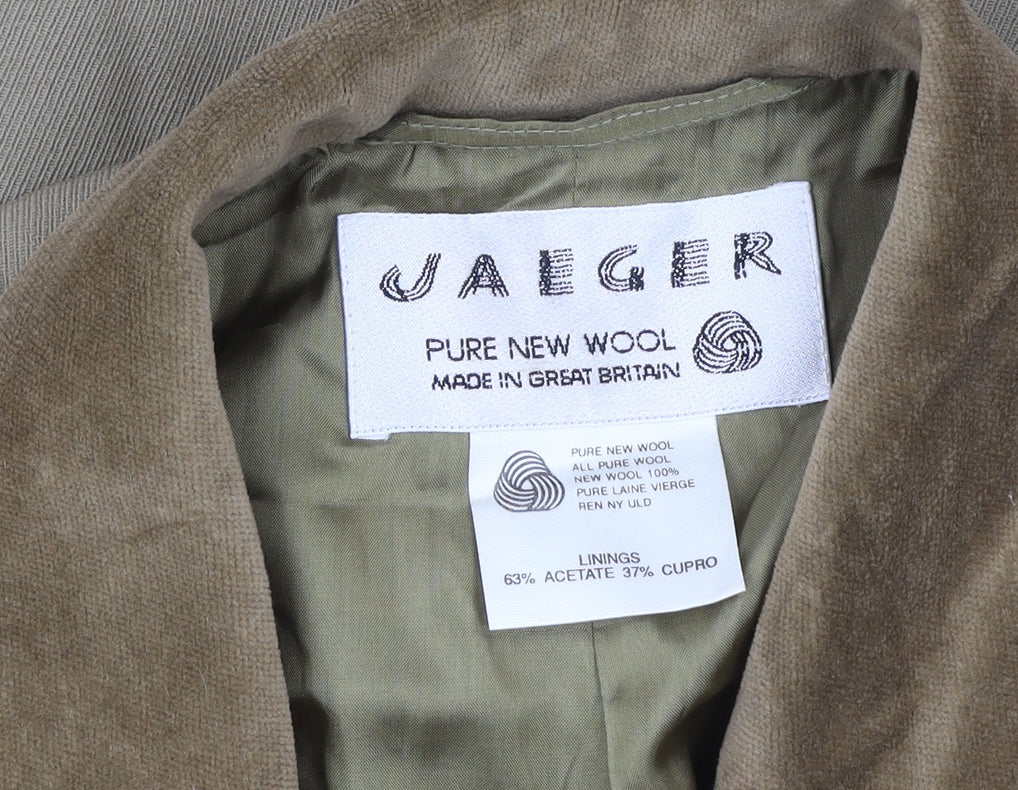 JAEGER
PURE NEW WOOL
MADE IN GREAT BRITAIN
PURE NEW WOOL
ALL PURE WOOL
NEW WOOL 100%
PURE LAINE VIERGE
REN NY ULD
LININGS
63% ACETATE 37% CUPRO